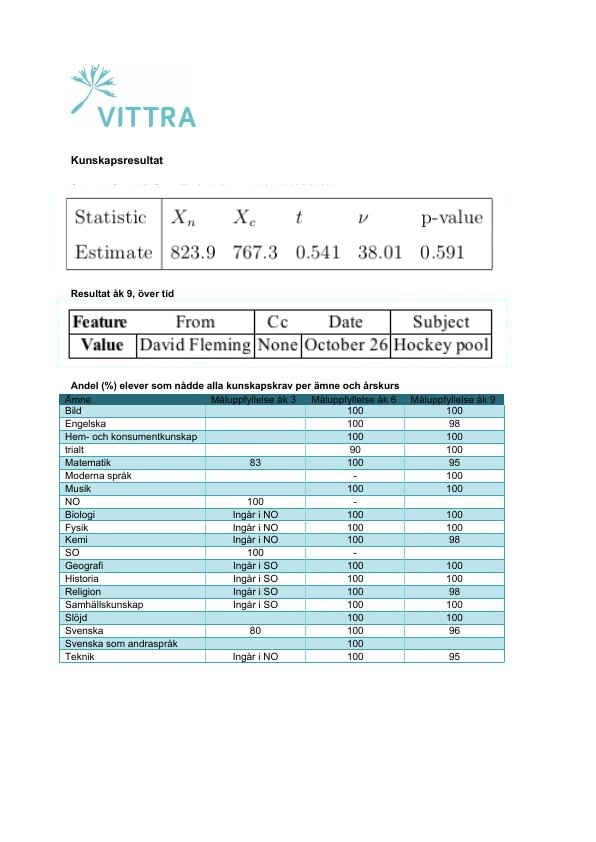 VITTRA
Kunskapsresultat
Statistic Xn Xc t ν p-value
Estimate 823.9 767.3 0.541 38.01 0.591
Resultat åk 9, över tid
Feature From Cc Date Subject
Value David Fleming None October 26 Hockey pool
Andel (%) elever som nådde alla kunskapskrav per ämne och årskurs
Ämne Måluppfyllelse åk 3 Måluppfyllelse åk 6 Måluppfyllelse åk 9
Bild 100 100
Engelska 100 98
Hem- och konsumentkunskap 100 100
trialt 90 100
Matematik 83 100 95
Moderna språk - 100
Musik 100 100
NO 100 -
Biologi Ingår i NO 100 100
Fysik Ingår i NO 100 100
Kemi Ingår i NO 100 98
SO 100 -
Geografi Ingår i SO 100 100
Historia Ingår i SO 100 100
Religion Ingår i SO 100 98
Samhällskunskap Ingår i SO 100 100
Slöjd 100 100
Svenska 80 100 96
Svenska som andraspråk 100
Teknik Ingår i NO 100 95